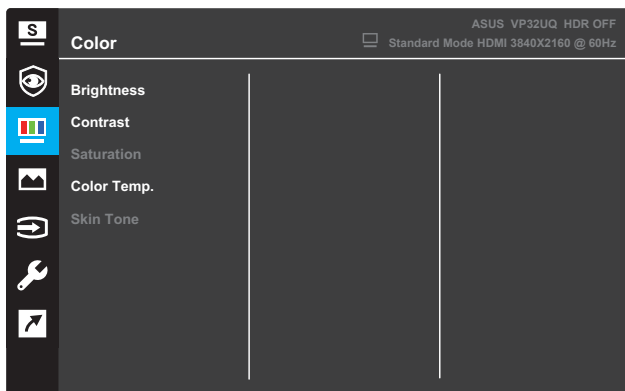 S
ASUS VP32UQ HDR OFF
Color
Standard Mode HDMI 3840X2160 @ 60Hz
Brightness
Contrast
Saturation
Color Temp.
Skin Tone